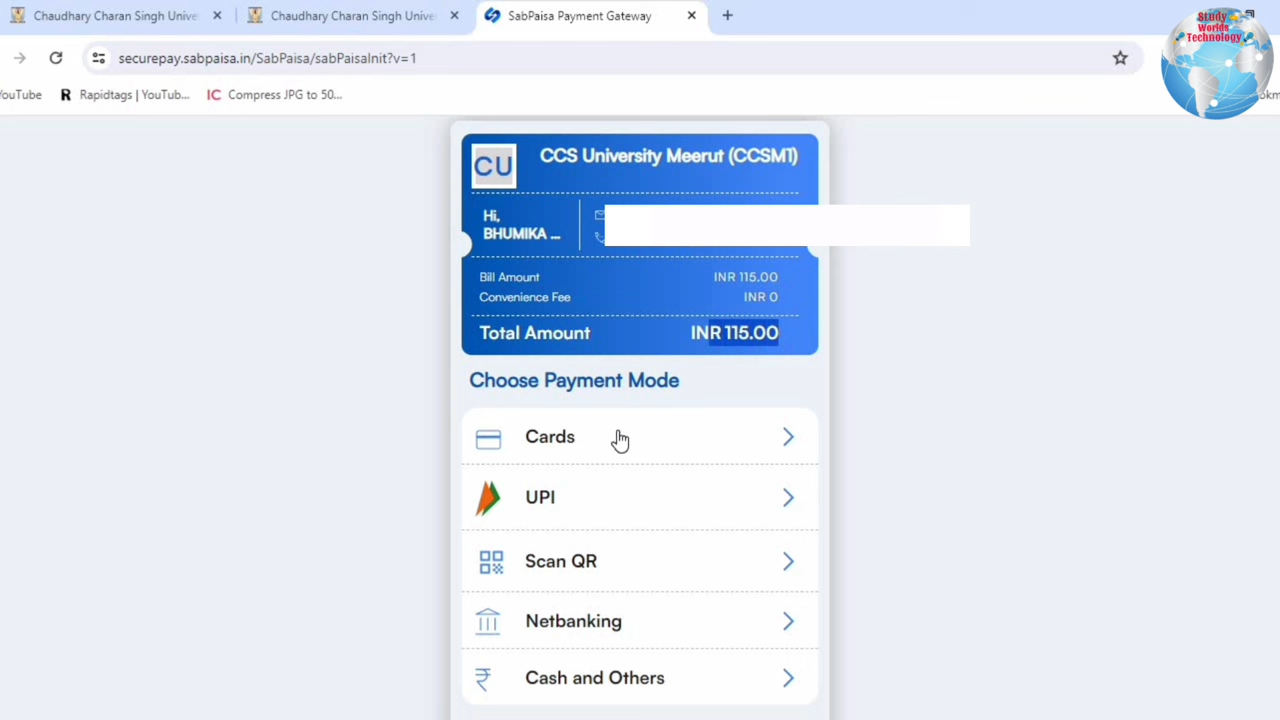 Chaudhary Charan Singh Unive
Chaudhary Charan Singh Unive
SabPaisa Payment Gateway
securepay.sabpaisa.in/SabPaisa/sabPaisaInit?v=1
Study
Worlds
Technology
YouTube
R Rapidtags | YouTub...
IC Compress JPG to 50...
CU
CCS University Meerut (CCSM1)
Hi,
BHUMIKA ...
Bill Amount INR 115.00
Convenience Fee INR 0
Total Amount INR 115.00
Choose Payment Mode
Cards
UPI
Scan QR
Netbanking
Cash and Others